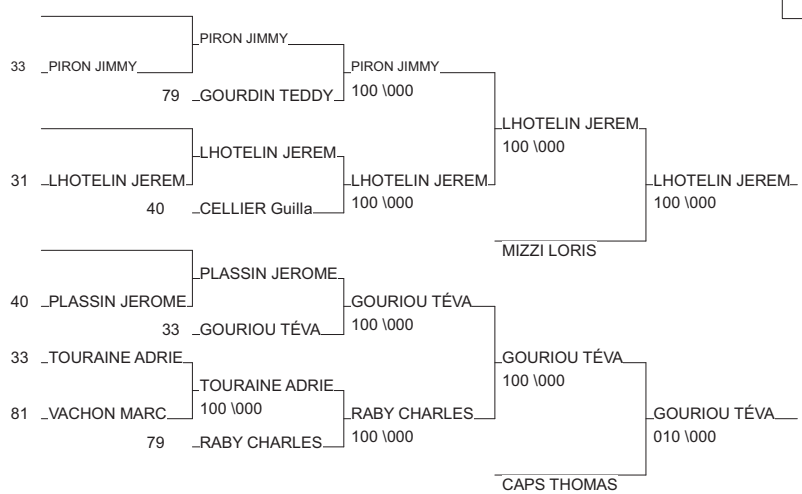 PIRON JIMMY
33 PIRON JIMMY PIRON JIMMY
79 GOURDIN TEDDY 100 \000
LHOTELIN JEREM
100 \000
LHOTELIN JEREM
31 LHOTELIN JEREM LHOTELIN JEREM LHOTELIN JEREM
40 CELLIER Guilla 100 \000 100 \000
MIZZI LORIS
PLASSIN JEROME
40 PLASSIN JEROME GOURIOU TÉVA
33 GOURIOU TÉVA 100 \000
33 TOURAINE ADRIE GOURIOU TÉVA
100 \000
TOURAINE ADRIE
81 VACHON MARC 100 \000 RABY CHARLES GOURIOU TÉVA
79 RABY CHARLES 100 \000 010 \000
CAPS THOMAS